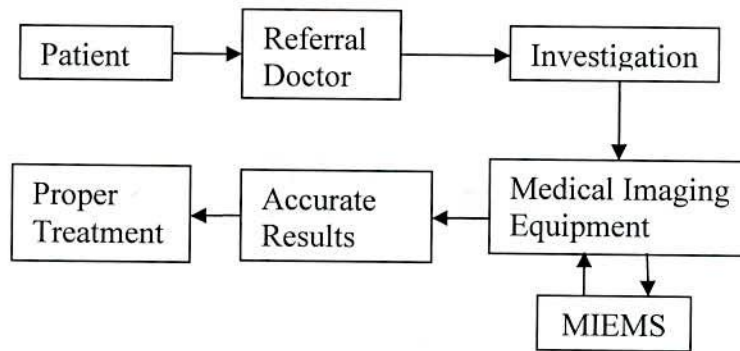 Patient
Referral
Doctor
Investigation
Medical Imaging
Equipment
Accurate
Results
Proper
Treatment
MIEMS